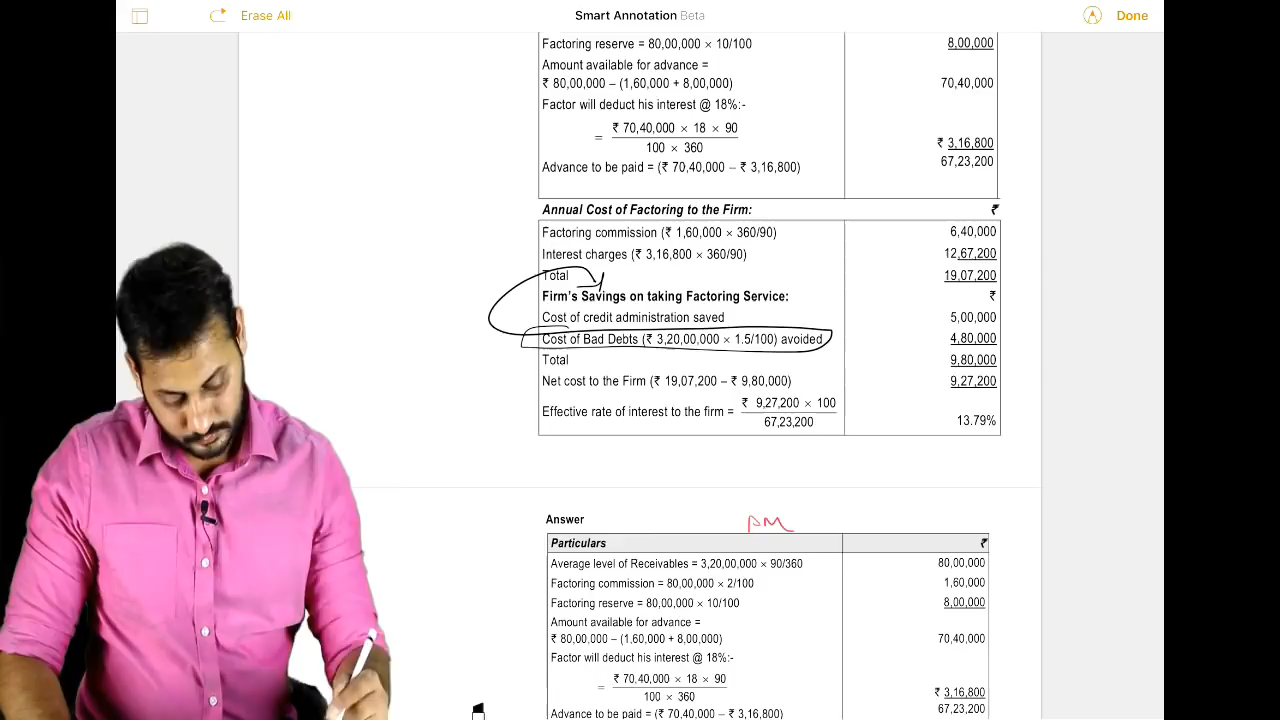 Erase All
Smart Annotation Beta
Done
Factoring reserve = 80,00,000 × 10/100 8,00,000
Amount available for advance =
₹ 80,00,000 – (1,60,000 + 8,00,000) 70,40,000
Factor will deduct his interest @ 18%:-
= ₹ 70,40,000 × 18 × 90
100 × 360
₹ 3,16,800
Advance to be paid = (₹ 70,40,000 – ₹ 3,16,800) 67,23,200
Annual Cost of Factoring to the Firm: ₹
Factoring commission (₹ 1,60,000 × 360/90) 6,40,000
Interest charges (₹ 3,16,800 × 360/90) 12,67,200
Total 19,07,200
Firm's Savings on taking Factoring Service: ₹
Cost of credit administration saved 5,00,000
Cost of Bad Debts (₹ 3,20,00,000 × 1.5/100) avoided 4,80,000
Total 9,80,000
Net cost to the Firm (₹ 19,07,200 – ₹ 9,80,000) 9,27,200
Effective rate of interest to the firm = ₹ 9,27,200 × 100
67,23,200
13.79%
Answer
Particulars ₹
Average level of Receivables = 3,20,00,000 × 90/360 80,00,000
Factoring commission = 80,00,000 × 2/100 1,60,000
Factoring reserve = 80,00,000 × 10/100 8,00,000
Amount available for advance =
₹ 80,00,000 – (1,60,000 + 8,00,000) 70,40,000
Factor will deduct his interest @ 18%:-
= ₹ 70,40,000 × 18 × 90
100 × 360
₹ 3,16,800
Advance to be paid = (₹ 70,40,000 – ₹ 3,16,800) 67,23,200